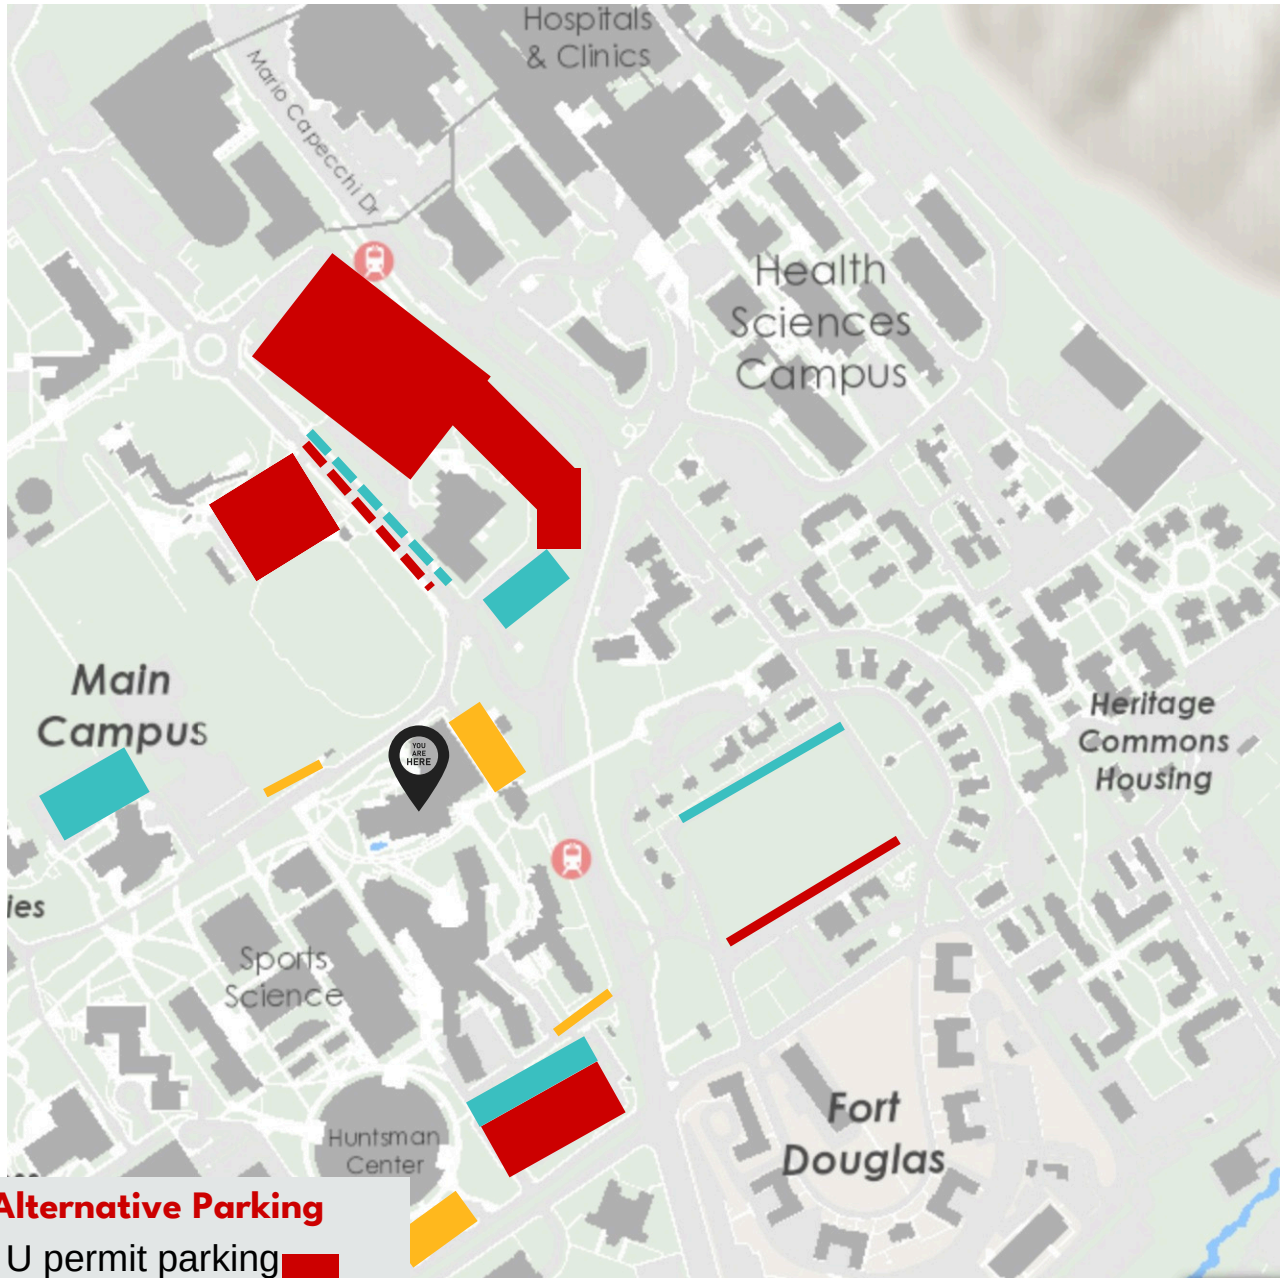 Hospitals
& Clinics
Mario Capecchi Dr
Health
Sciences
Campus
Main
Campus
Heritage
Commons
Housing
YOU
ARE
HERE
ies
Sports
Science
Fort
Douglas
Huntsman
Center
Alternative Parking
U permit parking